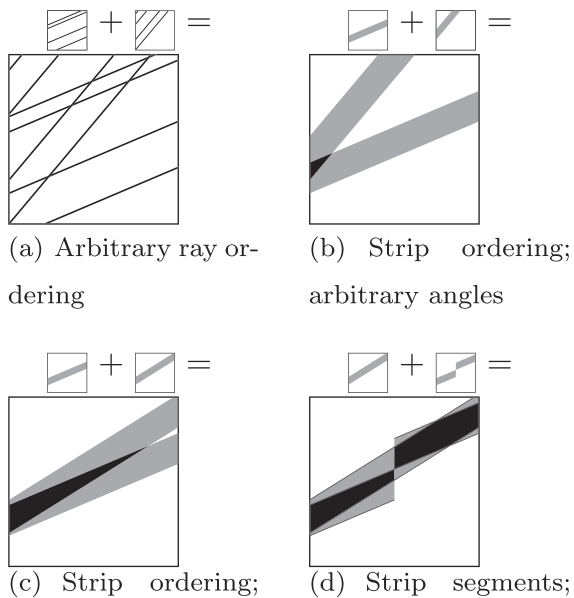 + =
+ =
(a) Arbitrary ray or-
dering
(b) Strip ordering;
arbitrary angles
+ =
+ =
(c) Strip ordering;
(d) Strip segments;